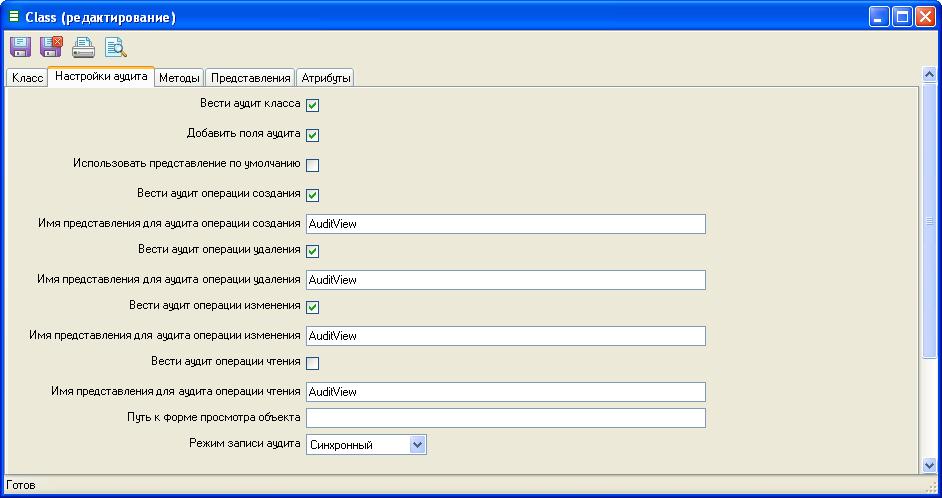 Class (редактирование)
Класс Настройки аудита Методы Представления Атрибуты
Вести аудит класса
Добавить поля аудита
Использовать представление по умолчанию
Вести аудит операции создания
Имя представления для аудита операции создания AuditView
Вести аудит операции удаления
Имя представления для аудита операции удаления AuditView
Вести аудит операции изменения
Имя представления для аудита операции изменения AuditView
Вести аудит операции чтения
Имя представления для аудита операции чтения AuditView
Путь к форме просмотра объекта
Режим записи аудита Синхронный
Готов